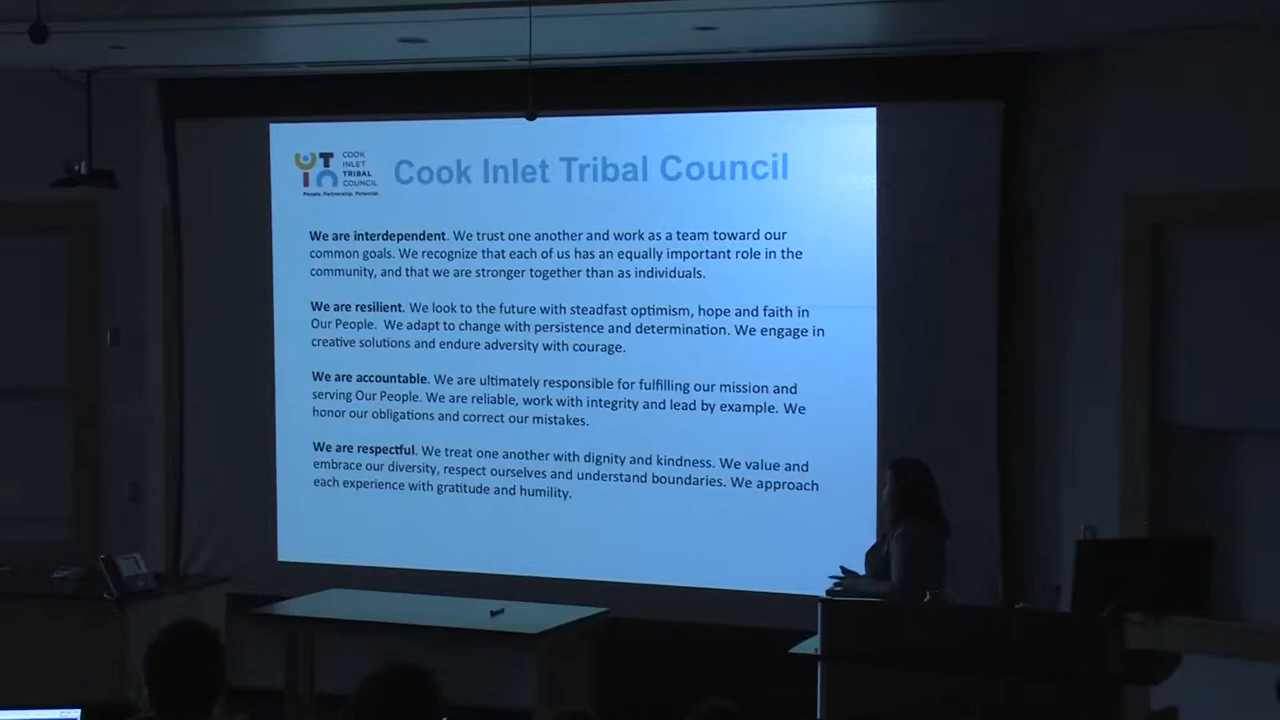 COOK
INLET
TRIBAL
COUNCIL
People. Partnership. Potential.
Cook Inlet Tribal Council
We are interdependent. We trust one another and work as a team toward our
common goals. We recognize that each of us has an equally important role in the
community, and that we are stronger together than as individuals.
We are resilient. We look to the future with steadfast optimism, hope and faith in
Our People. We adapt to change with persistence and determination. We engage in
creative solutions and endure adversity with courage.
We are accountable. We are ultimately responsible for fulfilling our mission and
serving Our People. We are reliable, work with integrity and lead by example. We
honor our obligations and correct our mistakes.
We are respectful. We treat one another with dignity and kindness. We value and
embrace our diversity, respect ourselves and understand boundaries. We approach
each experience with gratitude and humility.